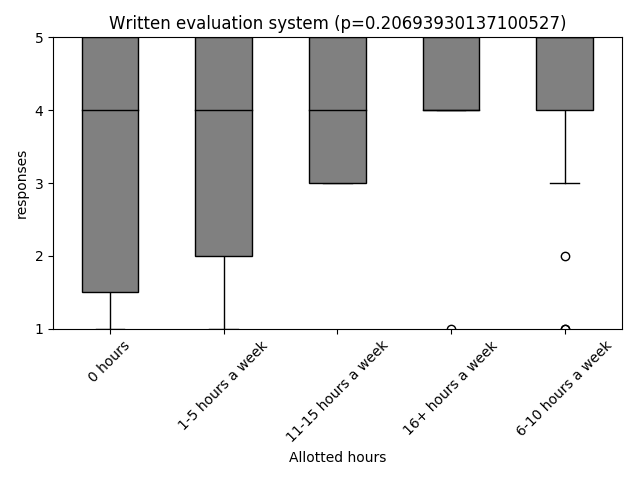 Written evaluation system (p=0.20693930137100527)
5
4
3
2
1
responses
0 hours
1-5 hours a week
11-15 hours a week
16+ hours a week
6-10 hours a week
Allotted hours